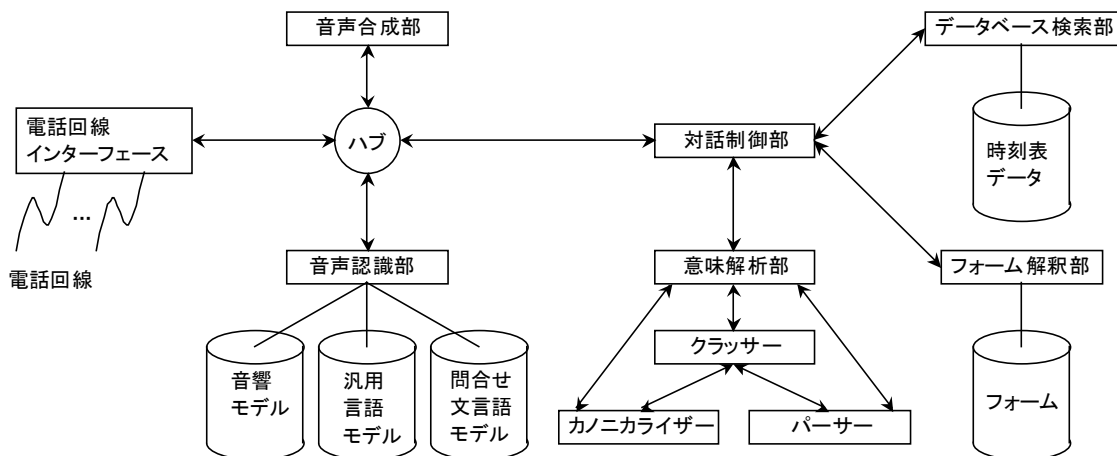 音声合成部
データベース検索部
電話回線
インターフェース
ハブ
対話制御部
時刻表
データ
...
電話回線
音声認識部
意味解析部
フォーム解釈部
クラッサー
音響
モデル
汎用
言語
モデル
問合せ
文言語
モデル
カノニカライザー
パーサー
フォーム